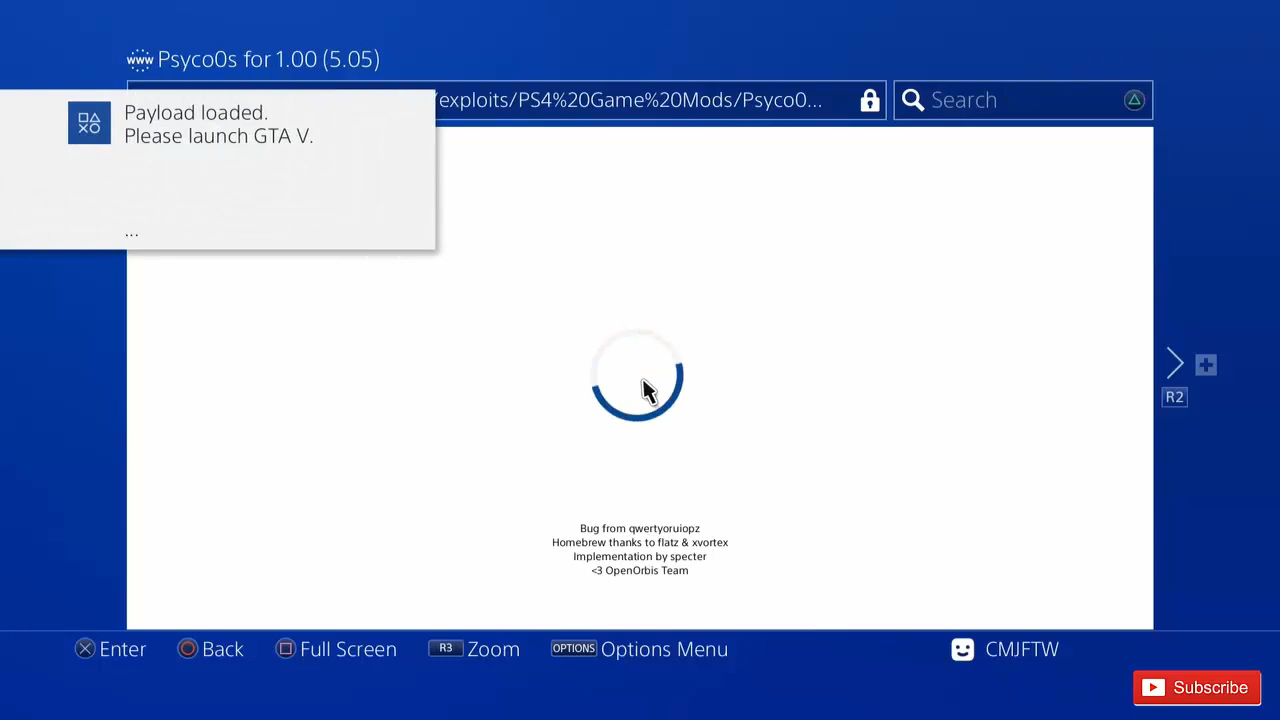 www Psyco0s for 1.00 (5.05)
/exploits/PS4%20Game%20Mods/Psyco0...
Search
Payload loaded.
Please launch GTA V.
...
R2
Bug from qwertyoruiopz
Homebrew thanks to flatz & xvortex
Implementation by specter
<3 OpenOrbis Team
Enter Back Full Screen R3 Zoom OPTIONS Options Menu CMJFTW
Subscribe